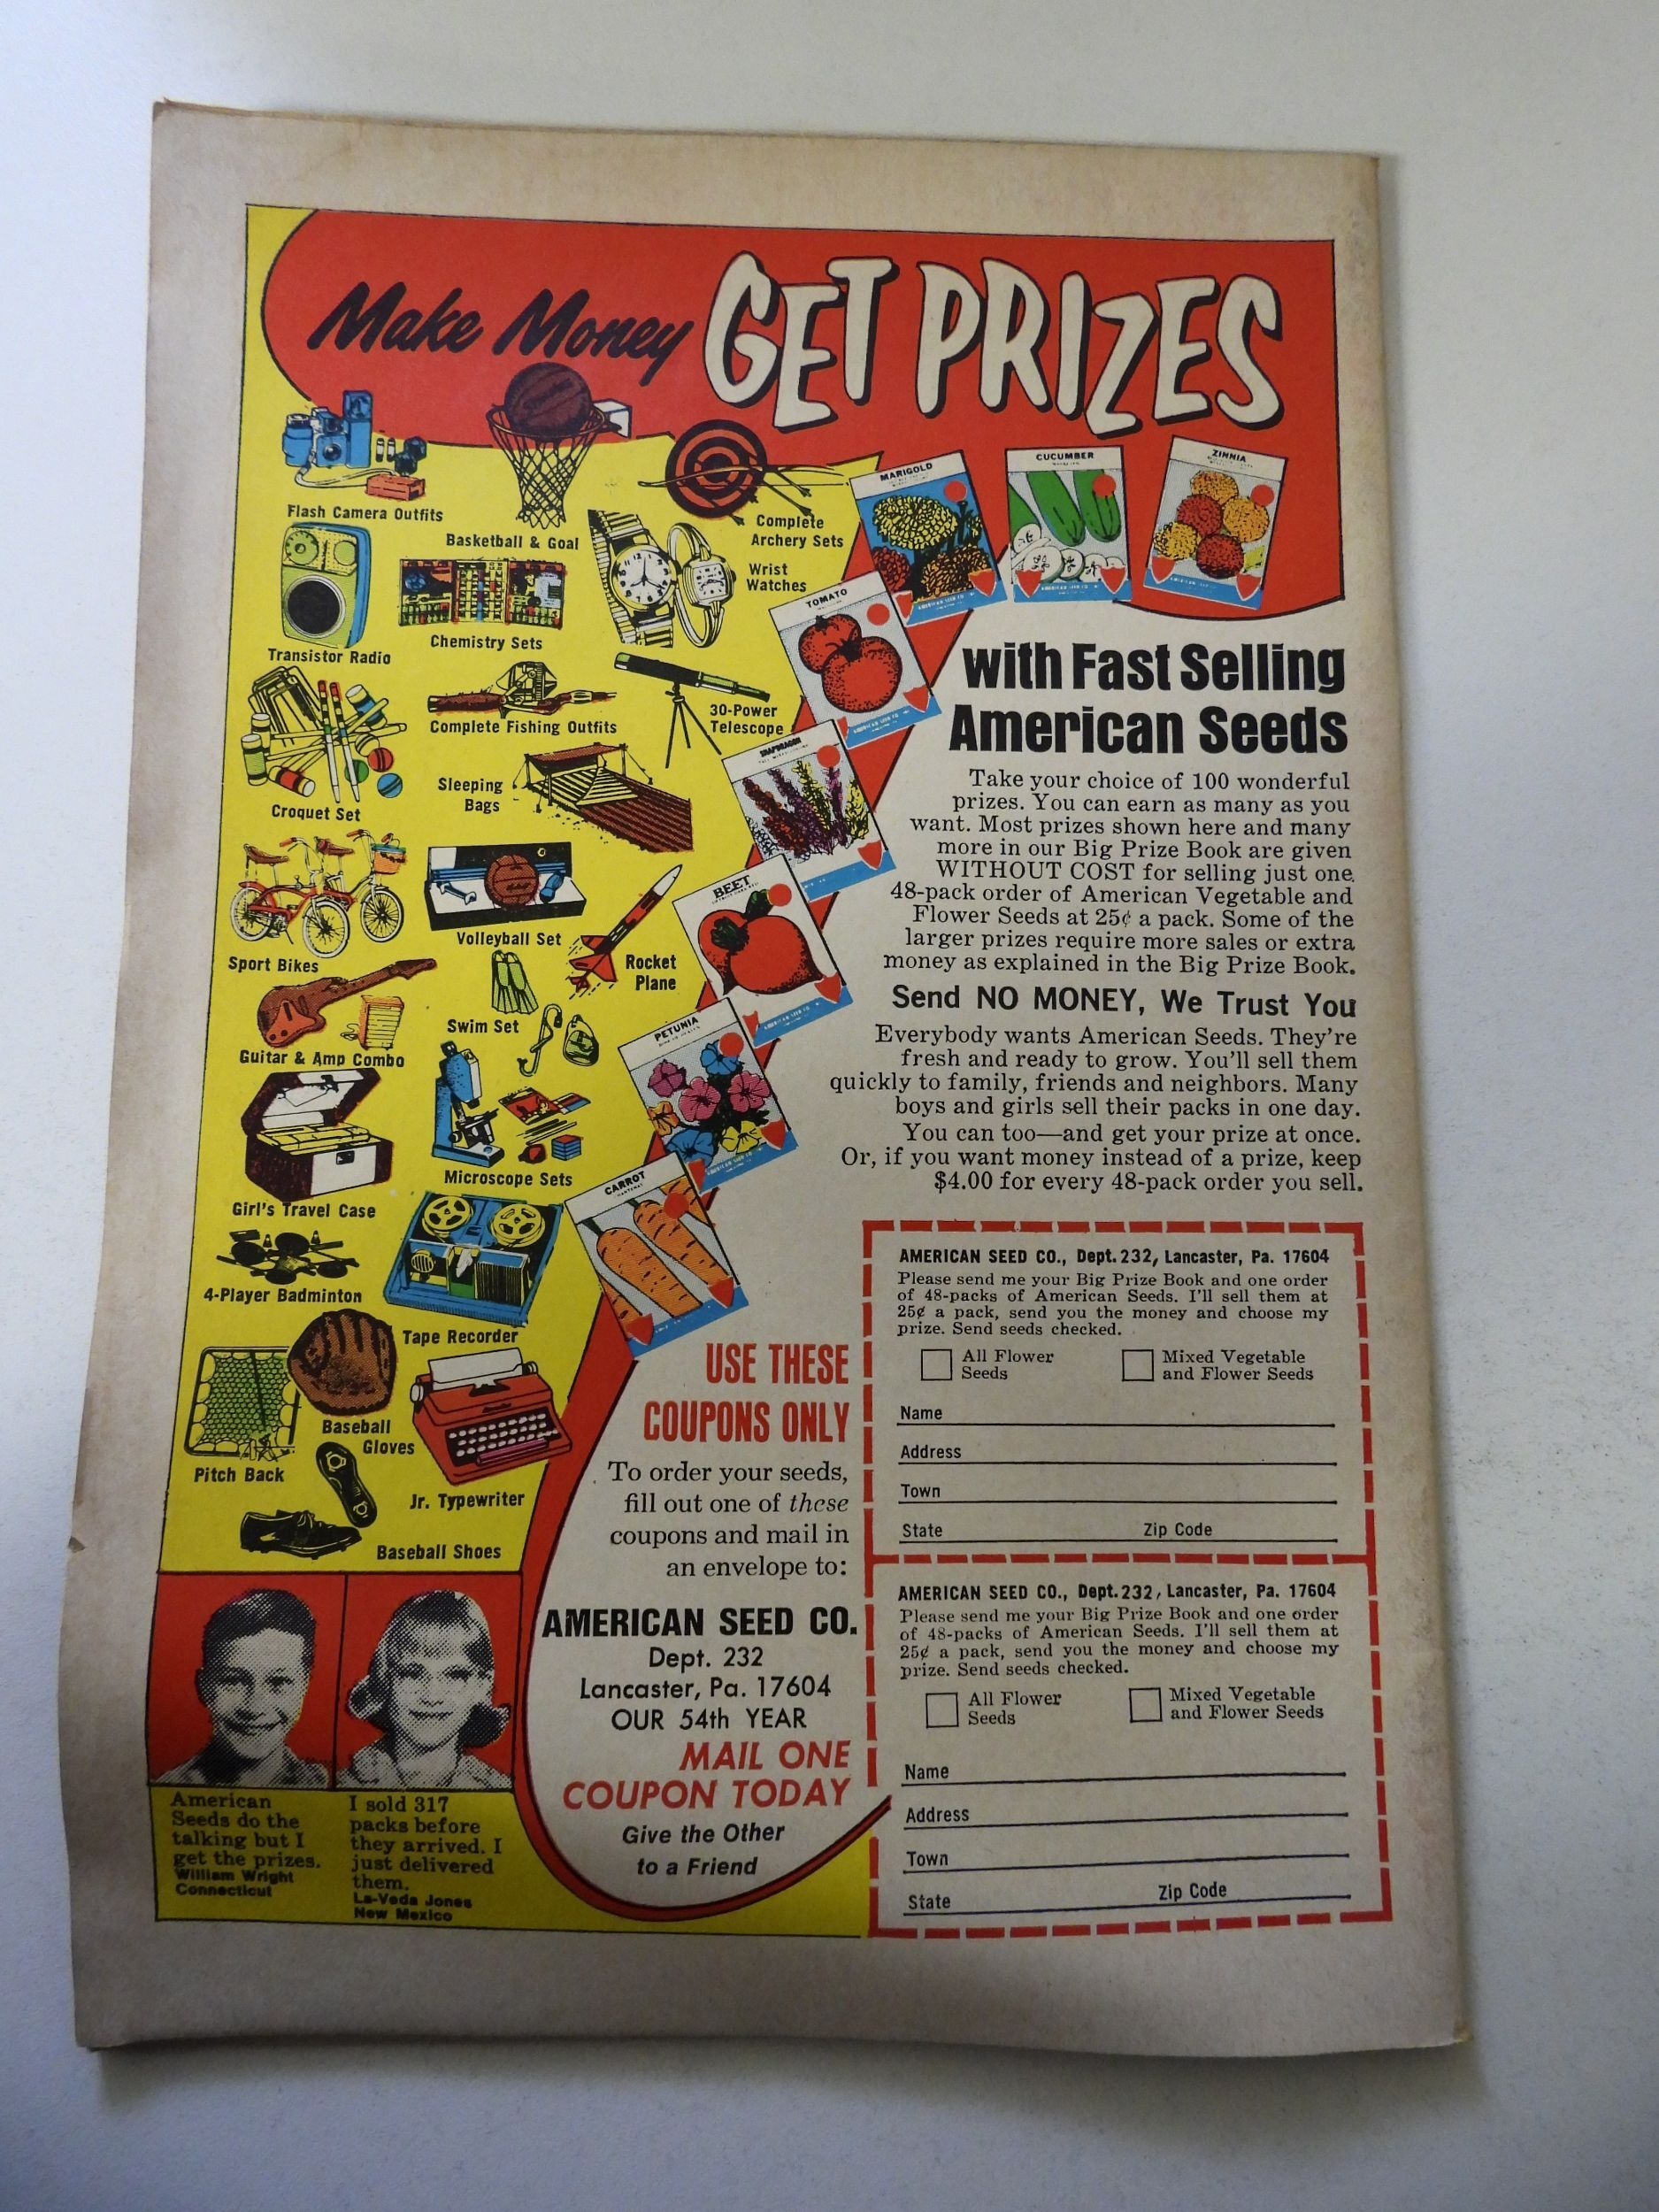 Make Money GET PRIZES
Flash Camera Outfits
Basketball & Goal
Complete
Archery Sets
Wrist
Watches
Transistor Radio
Chemistry Sets
Complete Fishing Outfits
30-Power
Telescope
Croquet Set
Sleeping
Bags
Sport Bikes
Volleyball Set
Rocket
Plane
Guitar & Amp Combo
Swim Set
Girl's Travel Case
Microscope Sets
4-Player Badminton
Tape Recorder
Pitch Back
Baseball
Gloves
Jr. Typewriter
Baseball Shoes
MARIGOLD
CUCUMBER
ZINNIA
TOMATO
SNAPDRAGON
BEET
PETUNIA
CARROT
with Fast Selling
American Seeds
Take your choice of 100 wonderful
prizes. You can earn as many as you
want. Most prizes shown here and many
more in our Big Prize Book are given
WITHOUT COST for selling just one
48-pack order of American Vegetable and
Flower Seeds at 25¢ a pack. Some of the
larger prizes require more sales or extra
money as explained in the Big Prize Book.
Send NO MONEY, We Trust You
Everybody wants American Seeds. They're
fresh and ready to grow. You'll sell them
quickly to family, friends and neighbors. Many
boys and girls sell their packs in one day.
You can too—and get your prize at once.
Or, if you want money instead of a prize, keep
$4.00 for every 48-pack order you sell.
USE THESE
COUPONS ONLY
To order your seeds,
fill out one of these
coupons and mail in
an envelope to:
AMERICAN SEED CO.
Dept. 232
Lancaster, Pa. 17604
OUR 54th YEAR
MAIL ONE
COUPON TODAY
Give the Other
to a Friend
American
Seeds do the
talking but I
get the prizes.
William Wright
Connecticut
I sold 317
packs before
they arrived. I
just delivered
them.
La-Veda Jones
New Mexico
AMERICAN SEED CO., Dept. 232, Lancaster, Pa. 17604
Please send me your Big Prize Book and one order
of 48-packs of American Seeds. I'll sell them at
25¢ a pack, send you the money and choose my
prize. Send seeds checked.
All Flower
Seeds
Mixed Vegetable
and Flower Seeds
Name
Address
Town
State Zip Code
AMERICAN SEED CO., Dept. 232, Lancaster, Pa. 17604
Please send me your Big Prize Book and one order
of 48-packs of American Seeds. I'll sell them at
25¢ a pack, send you the money and choose my
prize. Send seeds checked.
All Flower
Seeds
Mixed Vegetable
and Flower Seeds
Name
Address
Town
State Zip Code